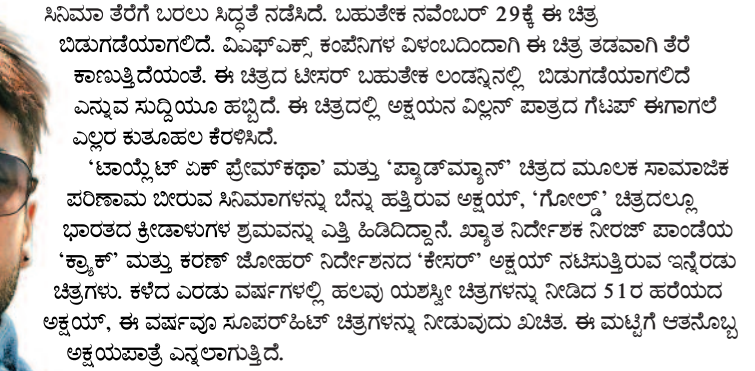 ಸಿನಿಮಾ ತೆರೆಗೆ ಬರಲು ಸಿದ್ಧತೆ ನಡೆಸಿದೆ. ಬಹುತೇಕ ನವೆಂಬರ್ 29ಕ್ಕೆ ಈ ಚಿತ್ರ
ಬಿಡುಗಡೆಯಾಗಲಿದೆ. ವಿಎಫ್ಎಕ್ಸ್ ಕಂಪೆನಿಗಳ ವಿಳಂಬದಿಂದಾಗಿ ಈ ಚಿತ್ರ ತಡವಾಗಿ ತೆರೆ
ಕಾಣುತ್ತಿದೆಯಂತೆ. ಈ ಚಿತ್ರದ ಟೀಸರ್ ಬಹುತೇಕ ಲಂಡನ್ನಿನಲ್ಲಿ ಬಿಡುಗಡೆಯಾಗಲಿದೆ
ಎನ್ನುವ ಸುದ್ದಿಯೂ ಹಬ್ಬಿದೆ. ಈ ಚಿತ್ರದಲ್ಲಿ ಅಕ್ಷಯನ ವಿಲ್ಲನ್ ಪಾತ್ರದ ಗೆಟಪ್ ಈಗಾಗಲೆ
ಎಲ್ಲರ ಕುತೂಹಲ ಕೆರಳಿಸಿದೆ.
‘ಟಾಯ್ಲೆಟ್ ಏಕ್ ಪ್ರೇಮ್‌ಕಥಾ’ ಮತ್ತು ‘ಪ್ಯಾಡ್‌ಮ್ಯಾನ್’ ಚಿತ್ರದ ಮೂಲಕ ಸಾಮಾಜಿಕ
ಪರಿಣಾಮ ಬೀರುವ ಸಿನಿಮಾಗಳನ್ನು ಬೆನ್ನು ಹತ್ತಿರುವ ಅಕ್ಷಯ್, ‘ಗೋಲ್ಡ್’ ಚಿತ್ರದಲ್ಲೂ
ಭಾರತದ ಕ್ರೀಡಾಳುಗಳ ಶ್ರಮವನ್ನು ಎತ್ತಿ ಹಿಡಿದಿದ್ದಾನೆ. ಖ್ಯಾತ ನಿರ್ದೇಶಕ ನೀರಜ್ ಪಾಂಡೆಯ
‘ಕ್ರ್ಯಾಕ್’ ಮತ್ತು ಕರಣ್ ಜೋಹರ್ ನಿರ್ದೇಶನದ ‘ಕೇಸರ್’ ಅಕ್ಷಯ್ ನಟಿಸುತ್ತಿರುವ ಇನ್ನೆರಡು
ಚಿತ್ರಗಳು. ಕಳೆದ ಎರಡು ವರ್ಷಗಳಲ್ಲಿ ಹಲವು ಯಶಸ್ವೀ ಚಿತ್ರಗಳನ್ನು ನೀಡಿದ 51ರ ಹರೆಯದ
ಅಕ್ಷಯ್, ಈ ವರ್ಷವೂ ಸೂಪರ್‌ಹಿಟ್ ಚಿತ್ರಗಳನ್ನು ನೀಡುವುದು ಖಚಿತ. ಈ ಮಟ್ಟಿಗೆ ಆತನೊಬ್ಬ
ಅಕ್ಷಯಪಾತ್ರೆ ಎನ್ನಲಾಗುತ್ತಿದೆ.